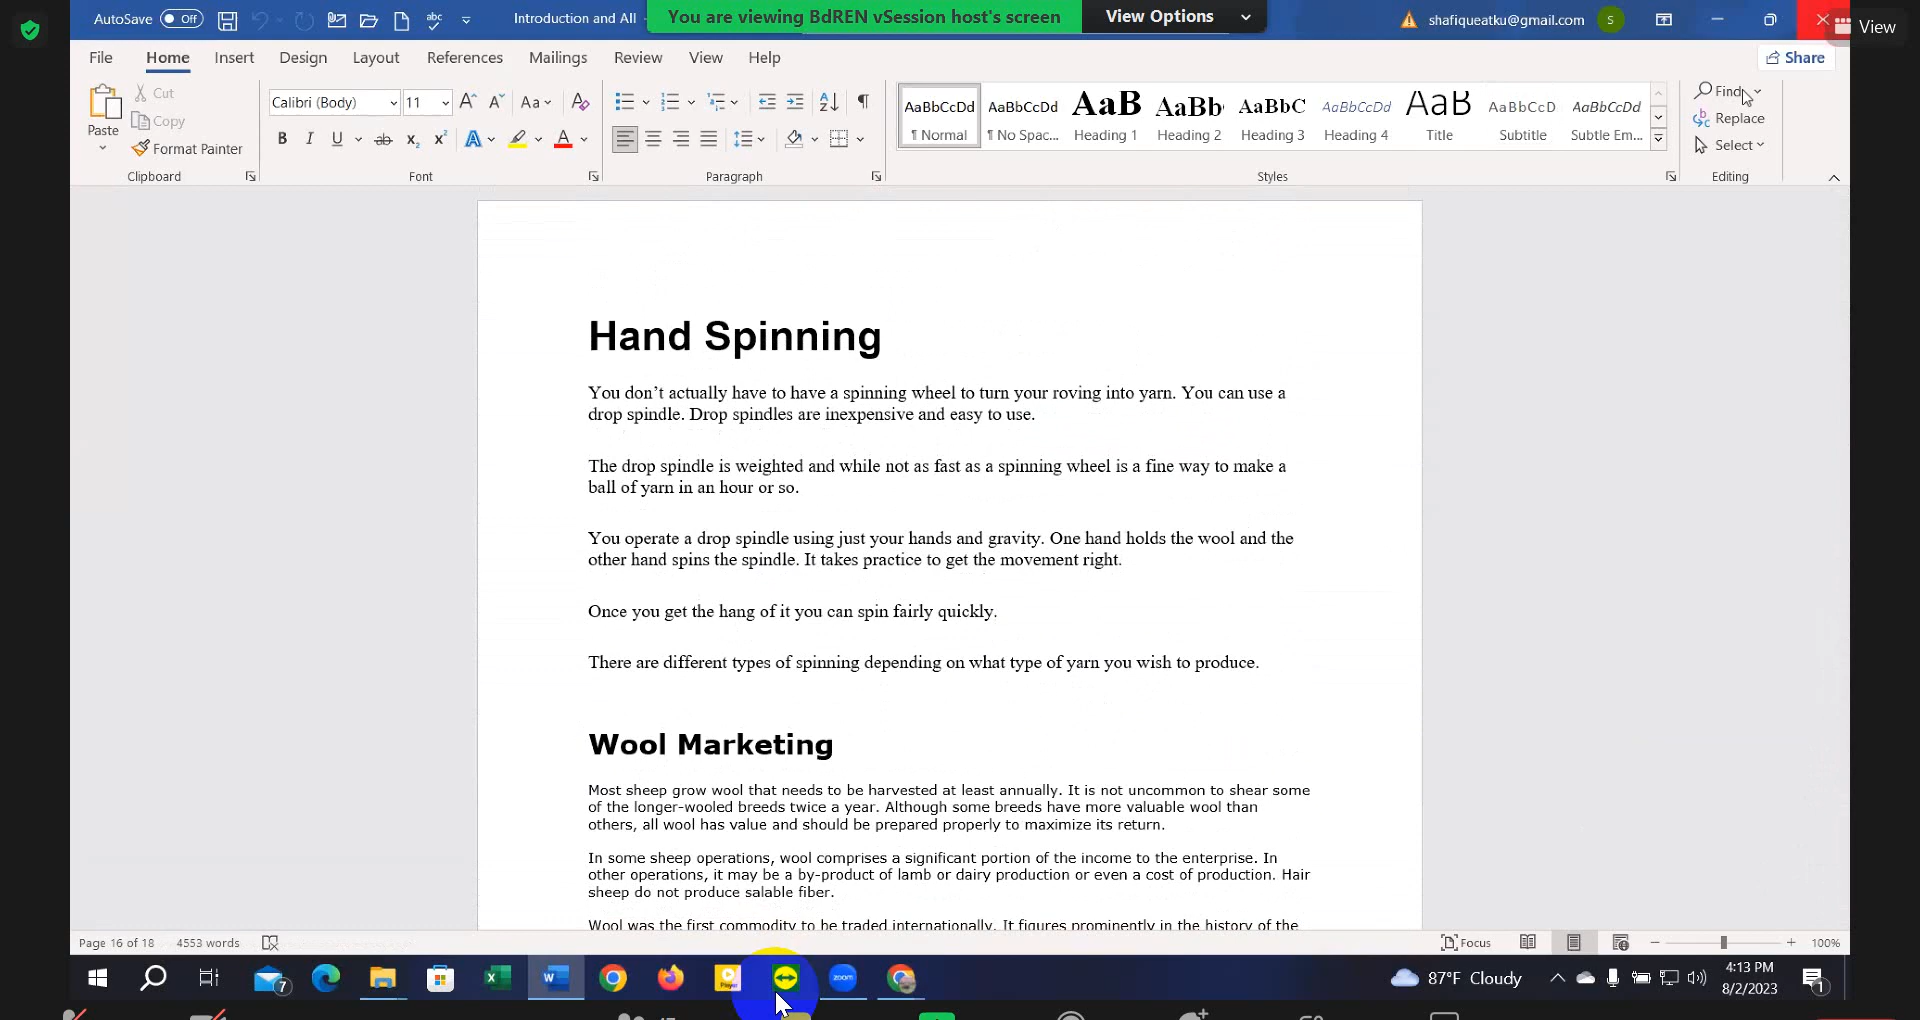 AutoSave Off Introduction and All You are viewing BdREN vSession host's screen View Options shafiqueatku@gmail.com S View
File Home Insert Design Layout References Mailings Review View Help Share
Paste Cut Copy Format Painter
Calibri (Body) 11 Aa
B I U ab x₂ x² A A
AaBbCcDd AaBbCcDd AaB AaBb AaBbC AaBbCcDd AaB AaBbCcD AaBbCcDd
¶ Normal ¶ No Spac... Heading 1 Heading 2 Heading 3 Heading 4 Title Subtitle Subtle Em...
Find
Replace
Select
Clipboard Font Paragraph Styles Editing
Hand Spinning
You don't actually have to have a spinning wheel to turn your roving into yarn. You can use a
drop spindle. Drop spindles are inexpensive and easy to use.
The drop spindle is weighted and while not as fast as a spinning wheel is a fine way to make a
ball of yarn in an hour or so.
You operate a drop spindle using just your hands and gravity. One hand holds the wool and the
other hand spins the spindle. It takes practice to get the movement right.
Once you get the hang of it you can spin fairly quickly.
There are different types of spinning depending on what type of yarn you wish to produce.
Wool Marketing
Most sheep grow wool that needs to be harvested at least annually. It is not uncommon to shear some
of the longer-wooled breeds twice a year. Although some breeds have more valuable wool than
others, all wool has value and should be prepared properly to maximize its return.
In some sheep operations, wool comprises a significant portion of the income to the enterprise. In
other operations, it may be a by-product of lamb or dairy production or even a cost of production. Hair
sheep do not produce salable fiber.
Wool was the first commodity to be traded internationally. It figures prominently in the history of the
Page 16 of 18 4553 words Focus 100%
7 Player zoom 87°F Cloudy 4:13 PM
8/2/2023 1